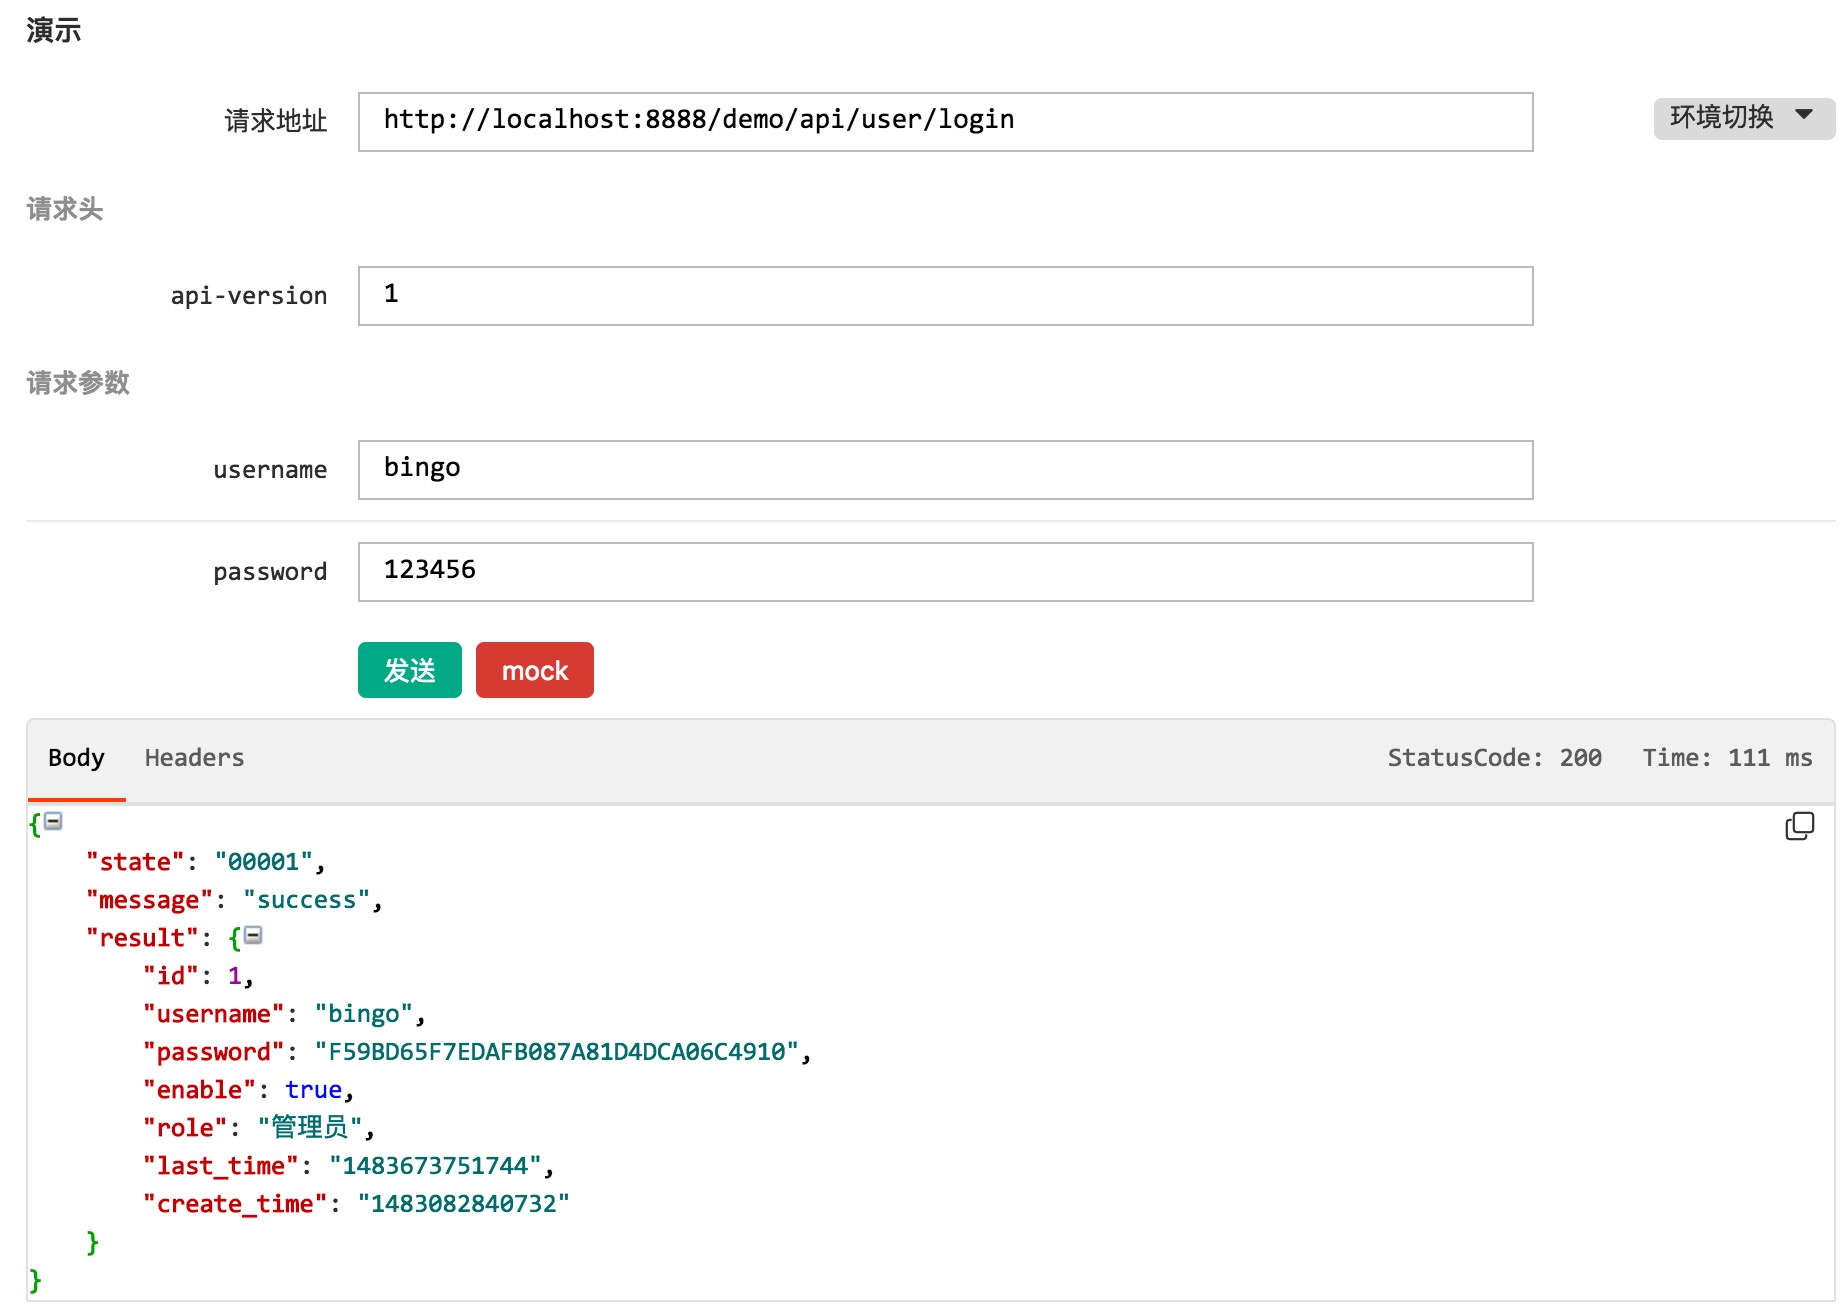 演示
请求地址 http://localhost:8888/demo/api/user/login 环境切换
请求头
api-version 1
请求参数
username bingo
password 123456
发送 mock
Body Headers StatusCode: 200 Time: 111 ms
{
"state": "00001",
"message": "success",
"result": {
"id": 1,
"username": "bingo",
"password": "F59BD65F7EDAFB087A81D4DCA06C4910",
"enable": true,
"role": "管理员",
"last_time": "1483673751744",
"create_time": "1483082840732"
}
}